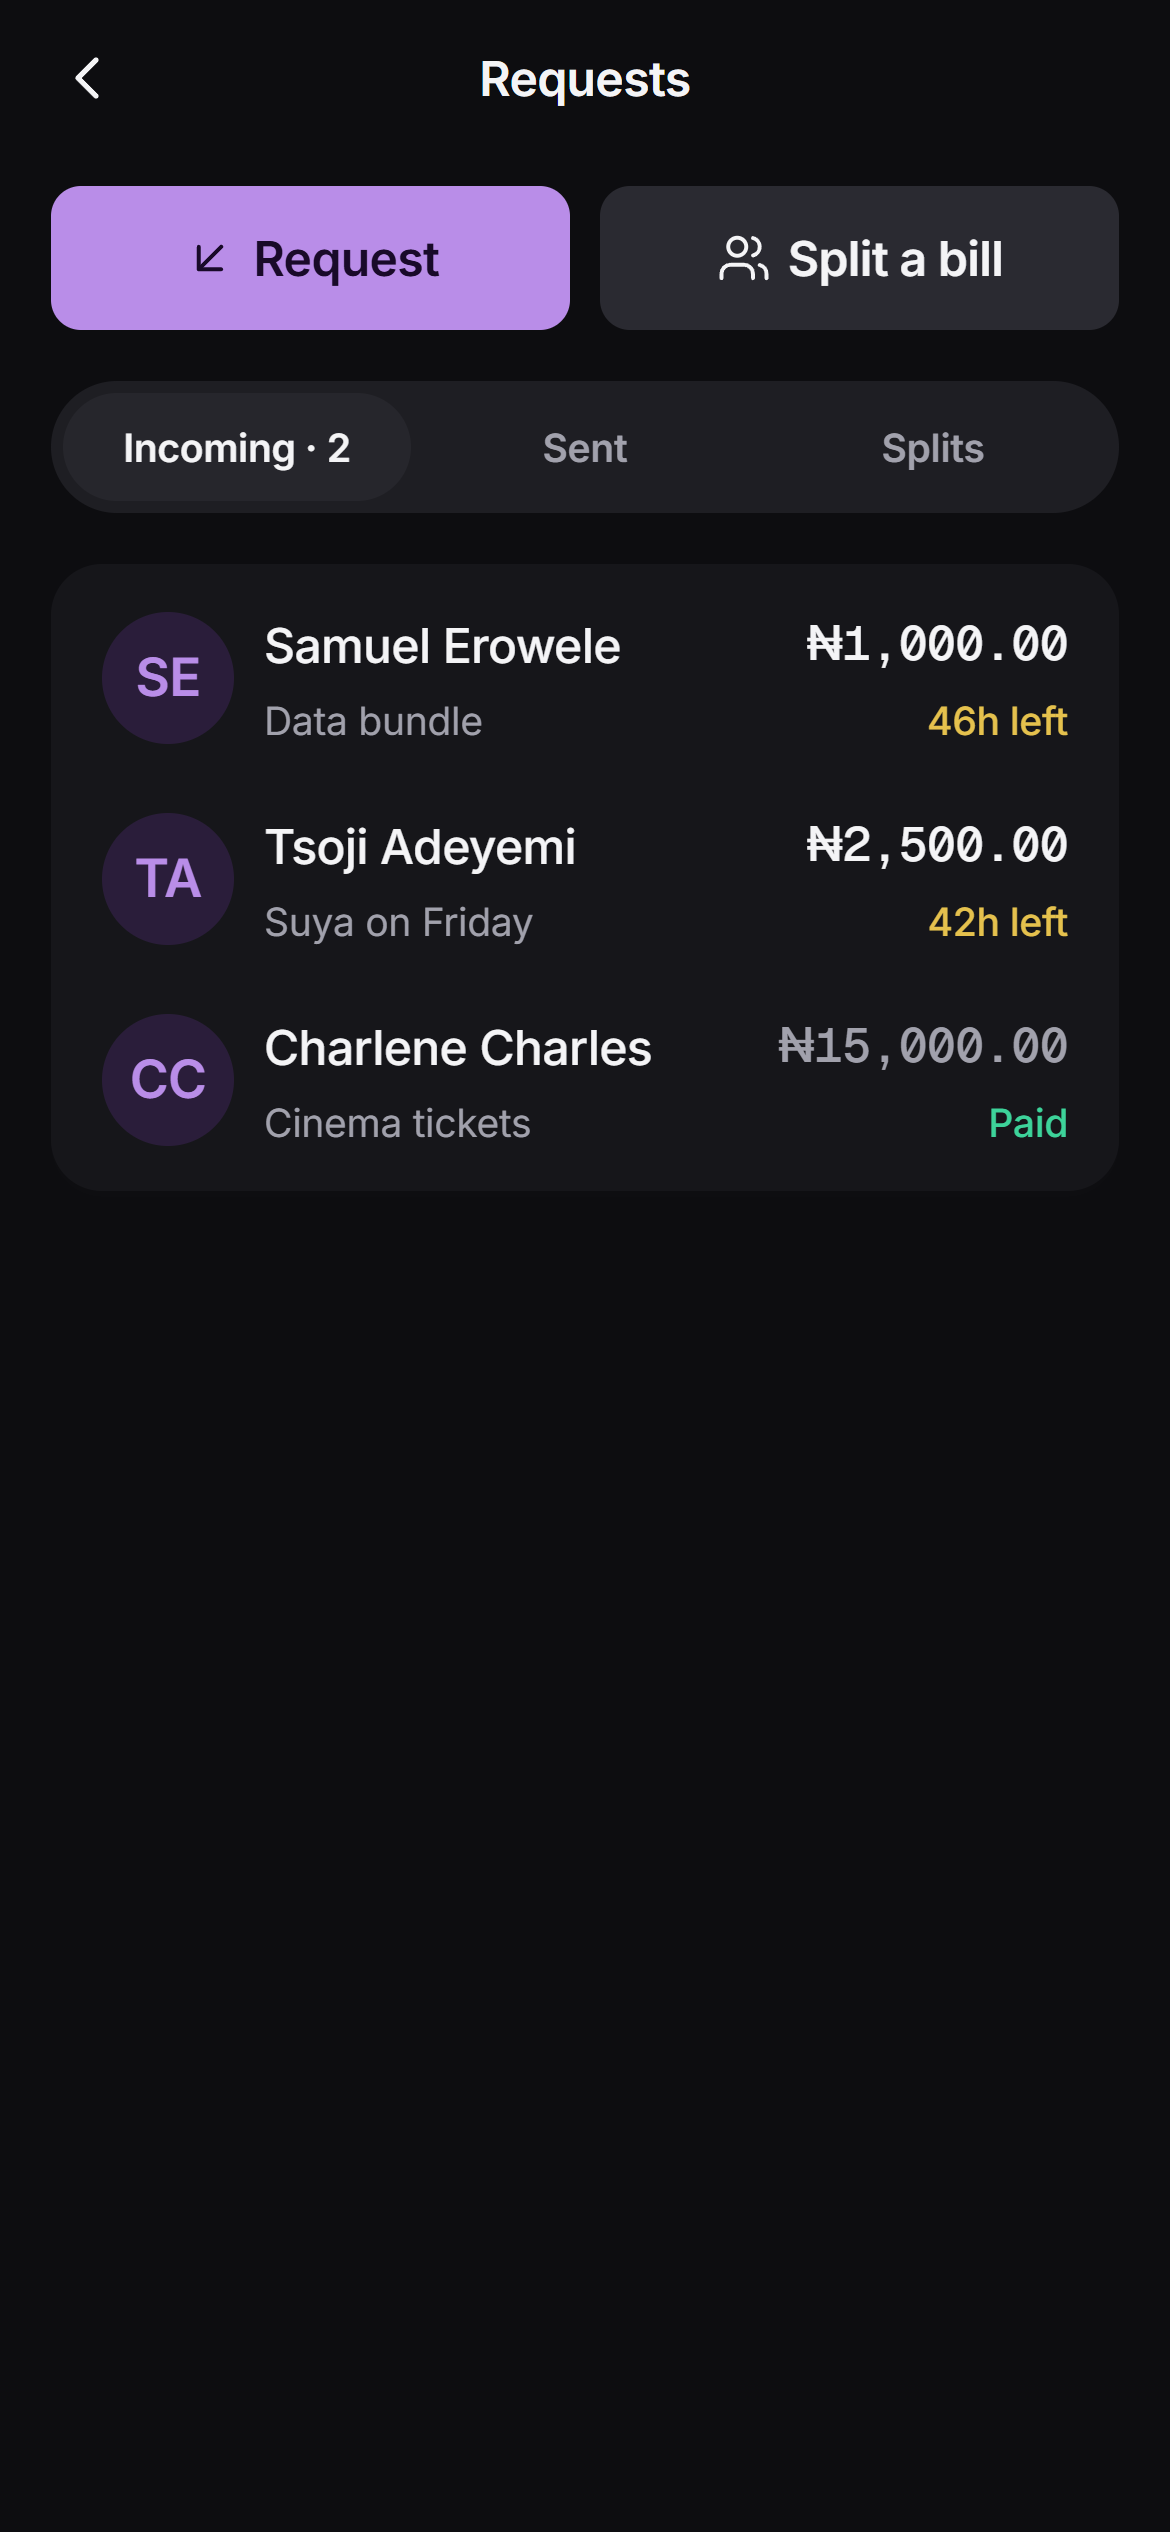 Requests
Request
Split a bill
Incoming · 2
Sent
Splits
SE
Samuel Erowele
₦1,000.00
Data bundle
46h left
TA
Tsoji Adeyemi
₦2,500.00
Suya on Friday
42h left
CC
Charlene Charles
₦15,000.00
Cinema tickets
Paid